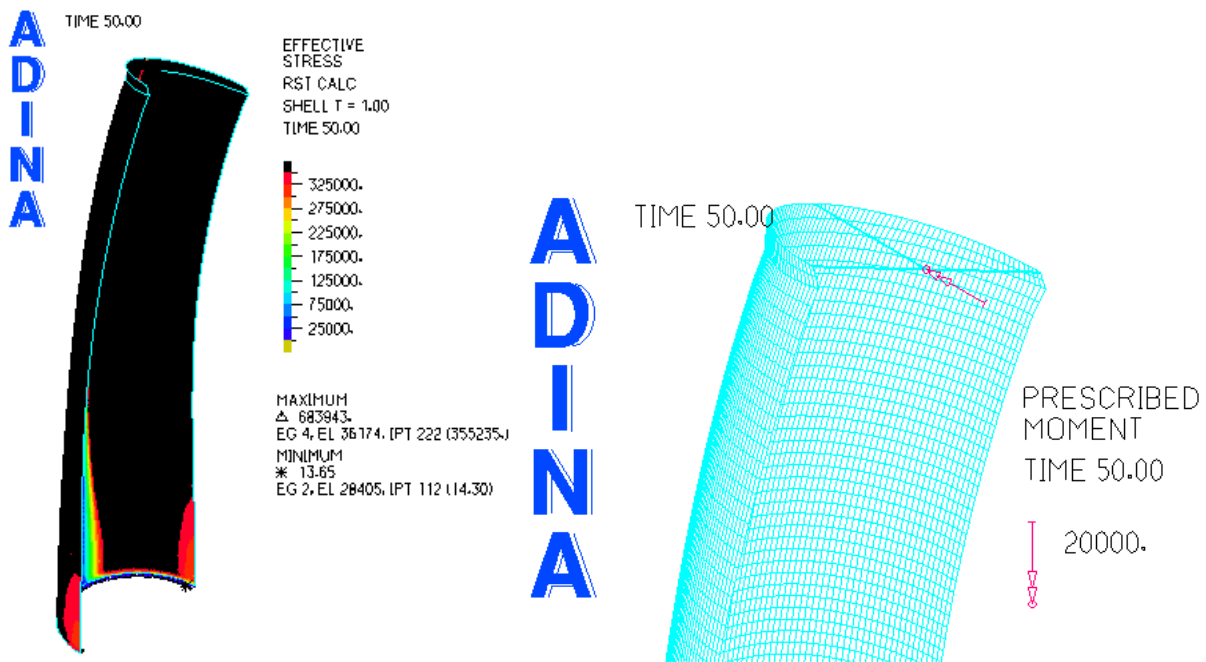 ADINA
TIME 50.00
EFFECTIVE
STRESS
RST CALC
SHELL T = 1.00
TIME 50.00
325000.
275000.
225000.
175000.
125000.
75000.
25000.
MAXIMUM
△ 683943.
EG 4, EL 36174, IPT 222 (355235.)
MINIMUM
* 13.65
EG 2, EL 28405, IPT 112 (14.30)
ADINA
TIME 50.00
PRESCRIBED
MOMENT
TIME 50.00
20000.